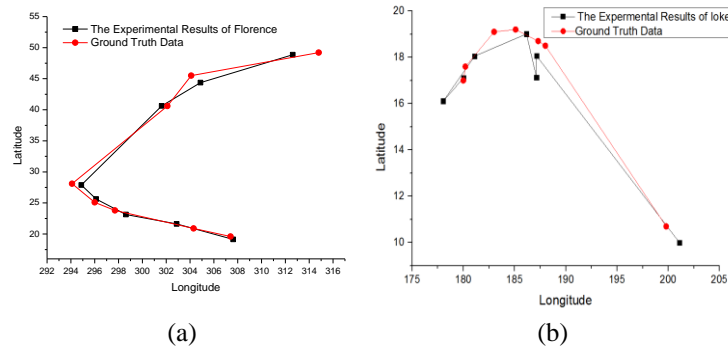 The Experimental Results of Florence
Ground Truth Data
55
50
45
40
35
30
25
20
Latitude
292 294 296 298 300 302 304 306 308 310 312 314 316
Longitude
(a)
The Expermental Results of Ioke
Ground Truth Data
20
18
16
14
12
10
Latitude
175 180 185 190 195 200 205
Longitude
(b)